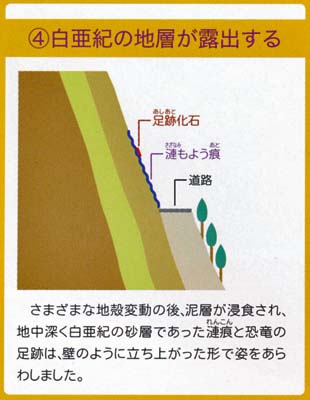 ④白亜紀の地層が露出する
あしあと
足跡化石
さざなみ あと
漣もよう痕
道路
さまざまな地殻変動の後、泥層が浸食され、
れんこん
地中深く白亜紀の砂層であった漣痕と恐竜の
足跡は、壁のように立ち上がった形で姿をあら
わしました。